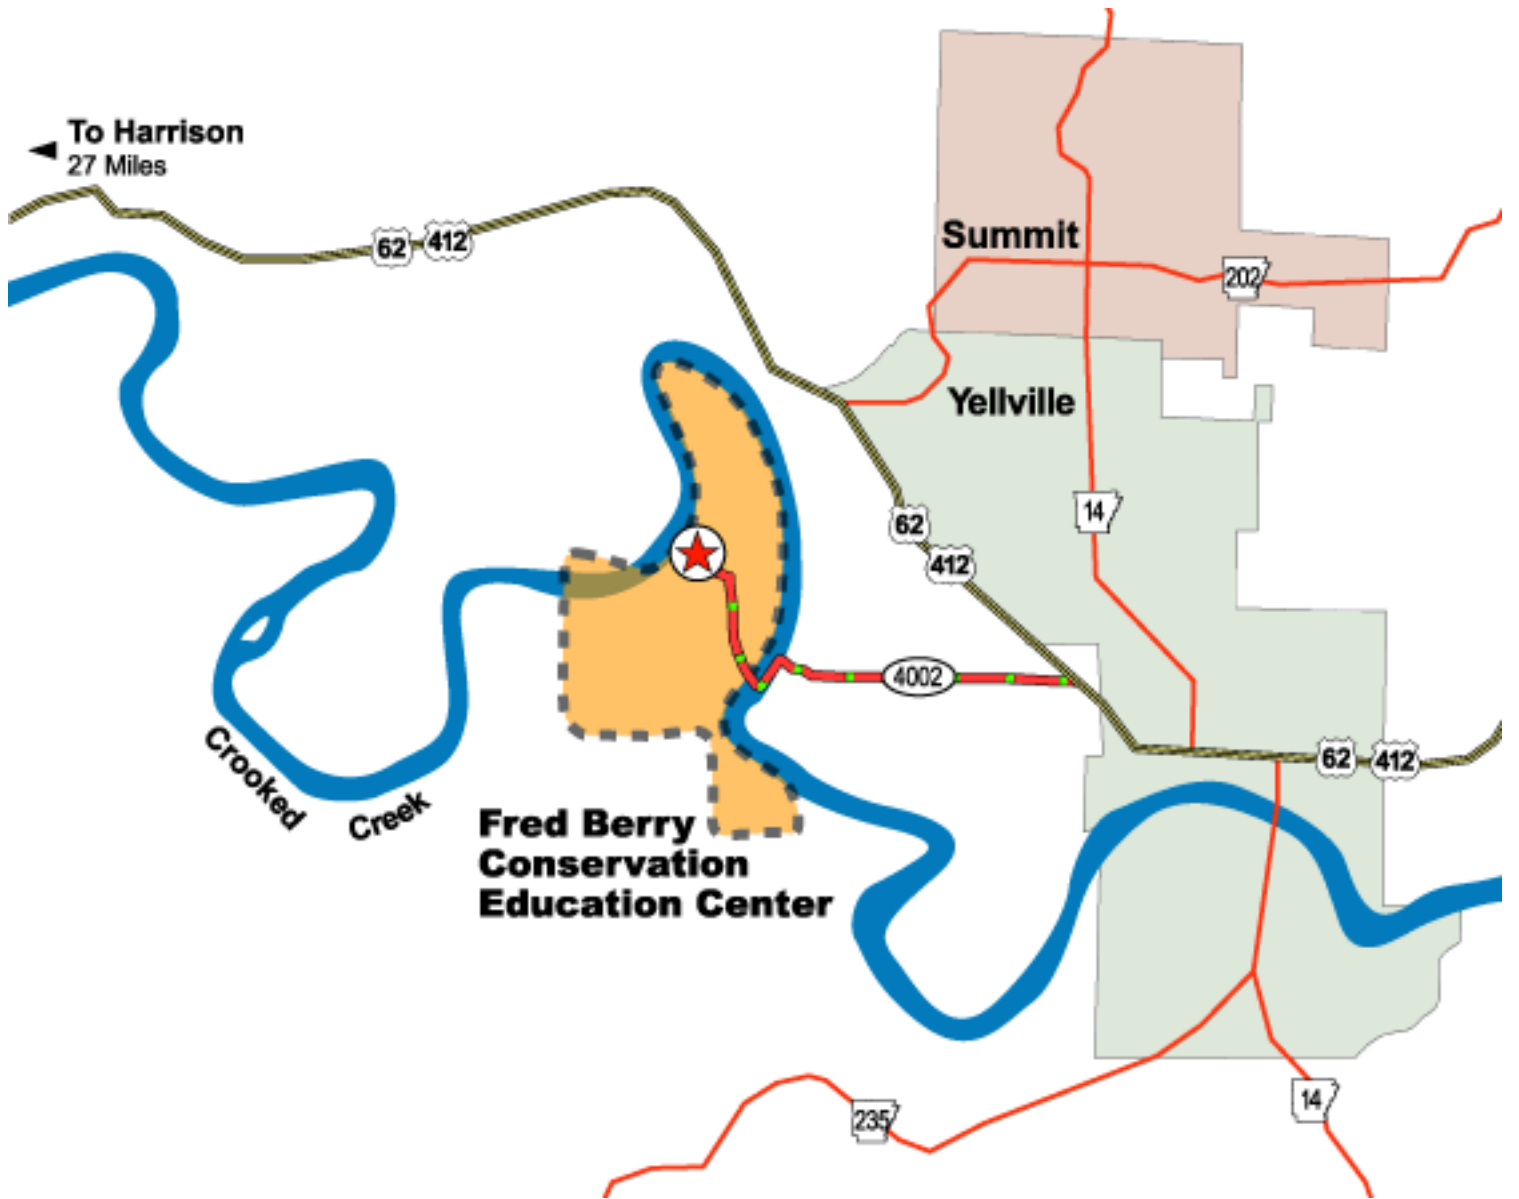 To Harrison
27 Miles
62
412
Summit
202
Yellville
14
62
412
4002
62
412
Crooked
Creek
Fred Berry
Conservation
Education Center
14
235